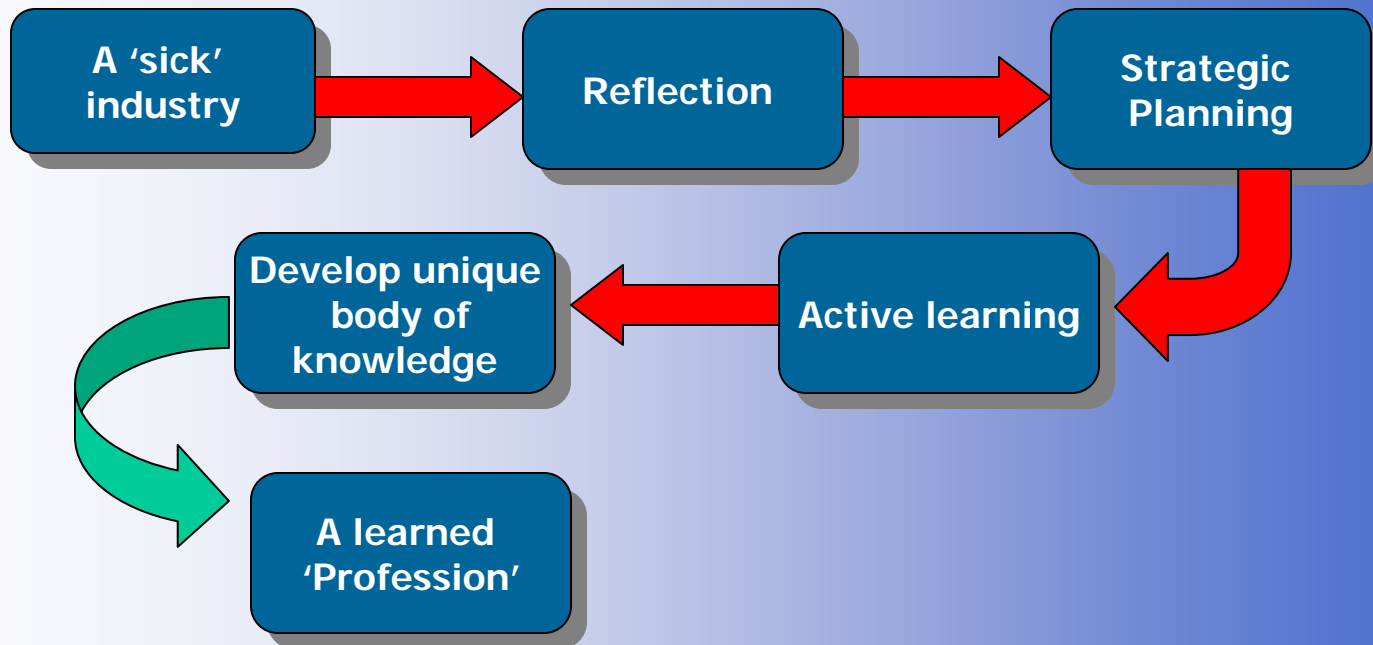 A ‘sick’
industry
Reflection
Strategic
Planning
Active learning
Develop unique
body of
knowledge
A learned
‘Profession’